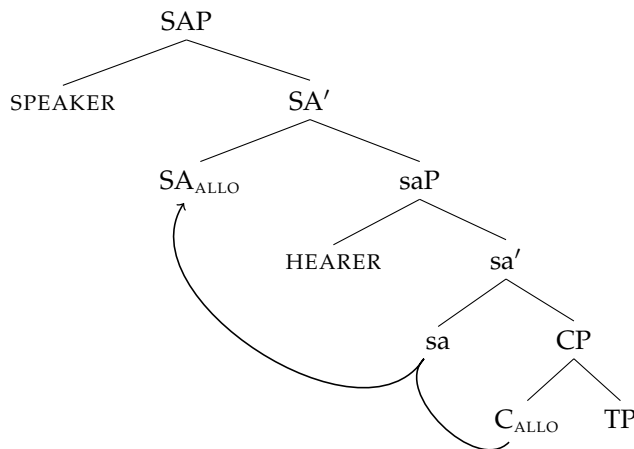 SAP
SPEAKER SA′
SA_ALLO saP
HEARER sa′
sa CP
C_ALLO TP